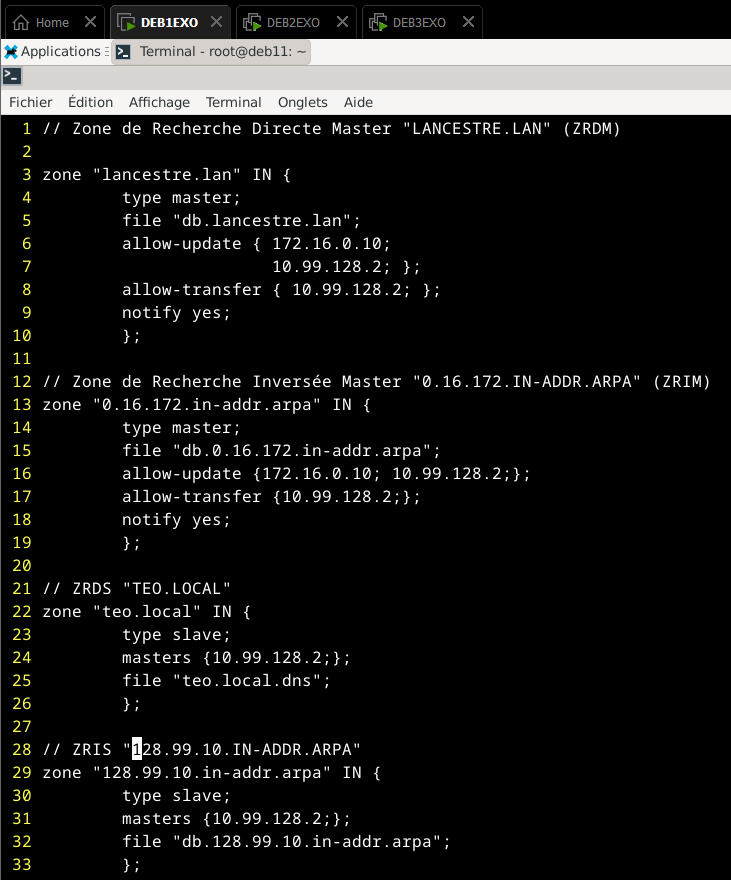 Home DEB1EXO DEB2EXO DEB3EXO
Applications Terminal - root@deb11: ~
Fichier Édition Affichage Terminal Onglets Aide
1 // Zone de Recherche Directe Master "LANCESTRE.LAN" (ZRDM)
2
3 zone "lancestre.lan" IN {
4 type master;
5 file "db.lancestre.lan";
6 allow-update { 172.16.0.10;
7 10.99.128.2; };
8 allow-transfer { 10.99.128.2; };
9 notify yes;
10 };
11
12 // Zone de Recherche Inversée Master "0.16.172.IN-ADDR.ARPA" (ZRIM)
13 zone "0.16.172.in-addr.arpa" IN {
14 type master;
15 file "db.0.16.172.in-addr.arpa";
16 allow-update {172.16.0.10; 10.99.128.2;};
17 allow-transfer {10.99.128.2;};
18 notify yes;
19 };
20
21 // ZRDS "TEO.LOCAL"
22 zone "teo.local" IN {
23 type slave;
24 masters {10.99.128.2;};
25 file "teo.local.dns";
26 };
27
28 // ZRIS "128.99.10.IN-ADDR.ARPA"
29 zone "128.99.10.in-addr.arpa" IN {
30 type slave;
31 masters {10.99.128.2;};
32 file "db.128.99.10.in-addr.arpa";
33 };